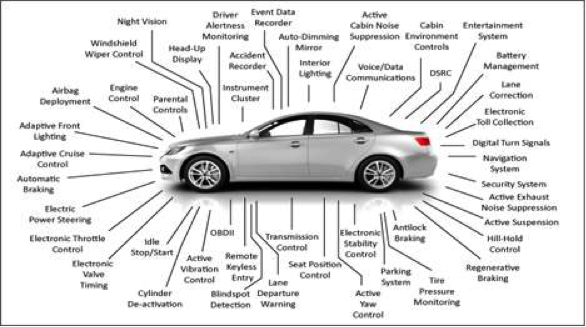 Night Vision
Driver
Alertness
Monitoring
Event Data
Recorder
Active
Cabin Noise
Suppression
Cabin
Environment
Controls
Entertainment
System
Windshield
Wiper Control
Head-Up
Display
Accident
Recorder
Auto-Dimming
Mirror
Interior
Lighting
Voice/Data
Communications
DSRC
Battery
Management
Lane
Correction
Airbag
Deployment
Engine
Control
Parental
Controls
Instrument
Cluster
Electronic
Toll Collection
Adaptive Front
Lighting
Digital Turn Signals
Adaptive Cruise
Control
Navigation
System
Automatic
Braking
Security System
Electric
Power Steering
Active Exhaust
Noise Suppression
Active Suspension
Electronic Throttle
Control
Idle
Stop/Start
OBDII
Transmission
Control
Electronic
Stability
Control
Antilock
Braking
Hill-Hold
Control
Electronic
Valve
Timing
Active
Vibration
Control
Remote
Keyless
Entry
Seat Position
Control
Parking
System
Regenerative
Braking
Cylinder
De-activation
Blindspot
Detection
Lane
Departure
Warning
Active
Yaw Control
Tire
Pressure
Monitoring